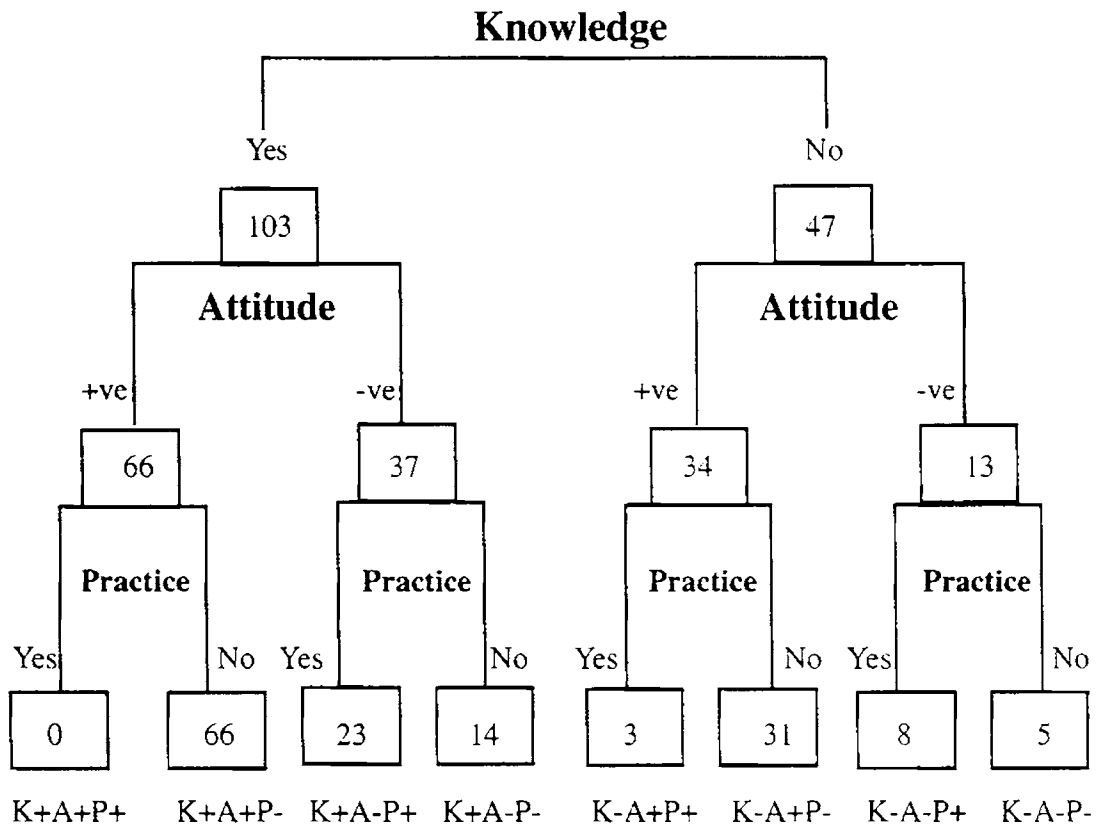 Knowledge
Yes No
103 47
Attitude Attitude
+ve -ve +ve -ve
66 37 34 13
Practice Practice Practice Practice
Yes No Yes No Yes No Yes No
0 66 23 14 3 31 8 5
K+A+P+ K+A+P- K+A-P+ K+A-P- K-A+P+ K-A+P- K-A-P+ K-A-P-